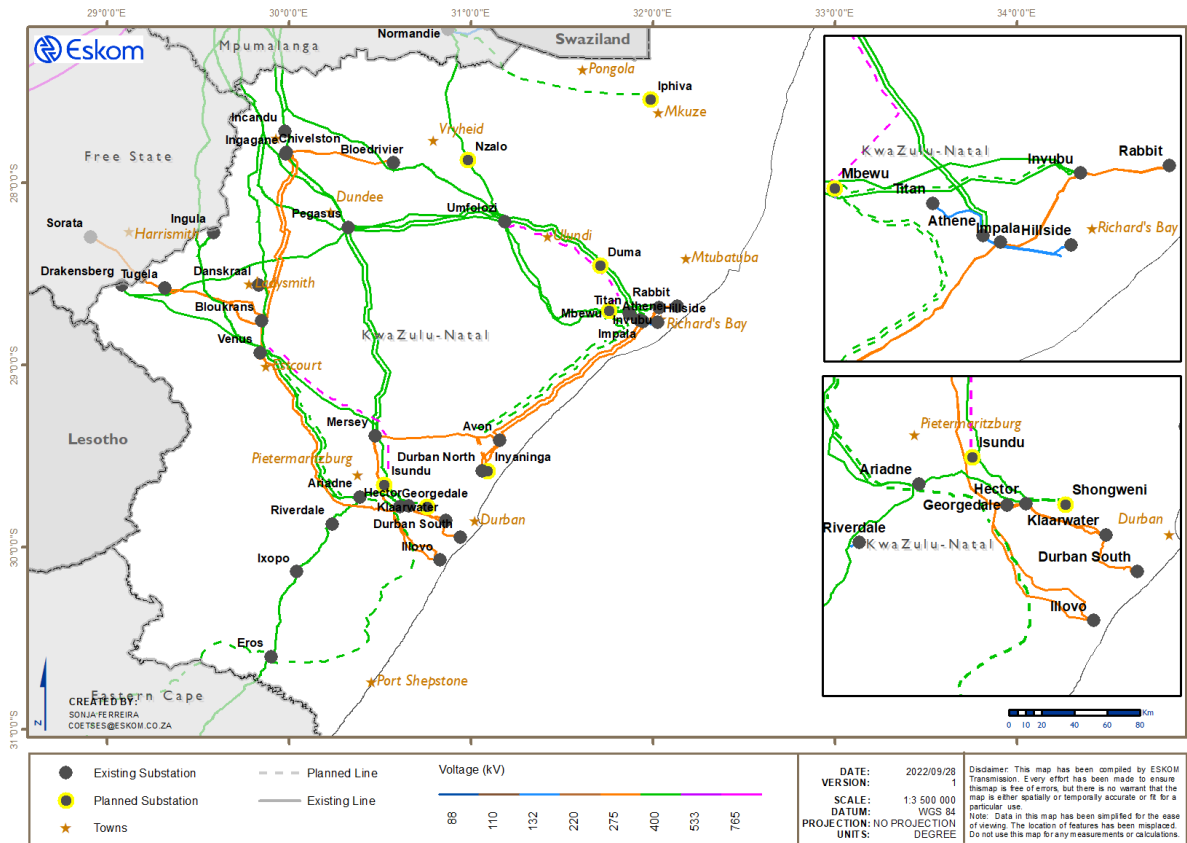 29°0'0"E 30°0'0"E 31°0'0"E 32°0'0"E 33°0'0"E 34°0'0"E
28°0'0"S
29°0'0"S
30°0'0"S
31°0'0"S
Eskom
Mpumalanga
Normandie
Swaziland
Pongola
Iphiva
Mkuze
Incandu
Ingagane
Chivelston
Bloedrivier
Vryheid
Nzalo
Free State
Dundee
Pegasus
Umfolozi
Ulundi
Sorata
Harrismith
Ingula
Duma
Mtubatuba
Drakensberg
Tugela
Danskraal
Ladysmith
Bloukrans
Titan
Rabbit
Athene
Hillside
Mbewu
Invubu
Richard's Bay
Impala
KwaZulu-Natal
Venus
Estcourt
Lesotho
Mersey
Avon
Pietermaritzburg
Durban North
Inyaninga
Isundu
Ariadne
Hector
Georgedale
Klaarwater
Riverdale
Durban South
Durban
Illovo
Ixopo
Eros
Port Shepstone
Eastern Cape
CREATED BY:
SONJA FERREIRA
COETSES@ESKOM.CO.ZA
N
KwaZulu-Natal
Invubu
Rabbit
Mbewu
Titan
Athene
Impala
Hillside
Richard's Bay
Pietermaritzburg
Isundu
Ariadne
Hector
Shongweni
Georgedale
Klaarwater
Durban
Riverdale
KwaZulu-Natal
Durban South
Illovo
0 10 20 40 60 80 Km
Existing Substation
Planned Substation
Towns
Planned Line
Existing Line
Voltage (kV)
88 110 132 220 275 400 533 765
DATE: 2022/09/28
VERSION: 1
SCALE: 1:3 500 000
DATUM: WGS 84
PROJECTION: NO PROJECTION
UNITS: DEGREE
Disclaimer: This map has been compiled by ESKOM
Transmission. Every effort has been made to ensure
thismap is free of errors, but there is no warrant that the
map is either spatially or temporally accurate or fit for a
particular use.
Note: Data in this map has been simplified for the ease
of viewing. The location of features has been misplaced.
Do not use this map for any measurements or calculations.